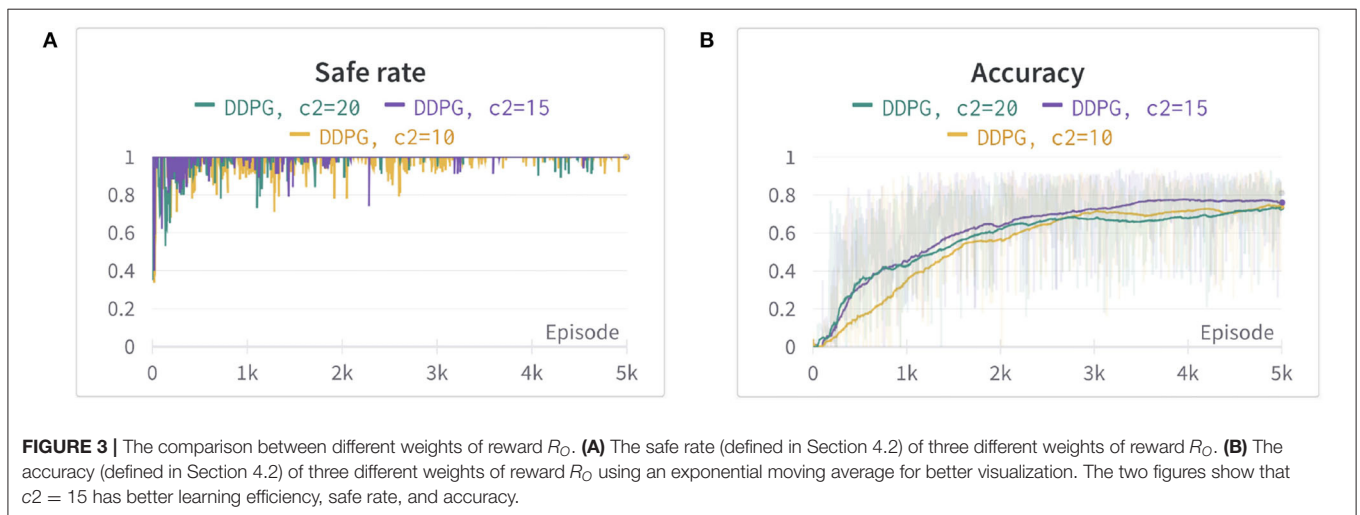 A
Safe rate
DDPG, c2=20 DDPG, c2=15
DDPG, c2=10
1
0.8
0.6
0.4
0.2
0
Episode
0 1k 2k 3k 4k 5k
B
Accuracy
DDPG, c2=20 DDPG, c2=15
DDPG, c2=10
1
0.8
0.6
0.4
0.2
0
Episode
0 1k 2k 3k 4k 5k
FIGURE 3 | The comparison between different weights of reward RO. (A) The safe rate (defined in Section 4.2) of three different weights of reward RO. (B) The
accuracy (defined in Section 4.2) of three different weights of reward RO using an exponential moving average for better visualization. The two figures show that
c2 = 15 has better learning efficiency, safe rate, and accuracy.